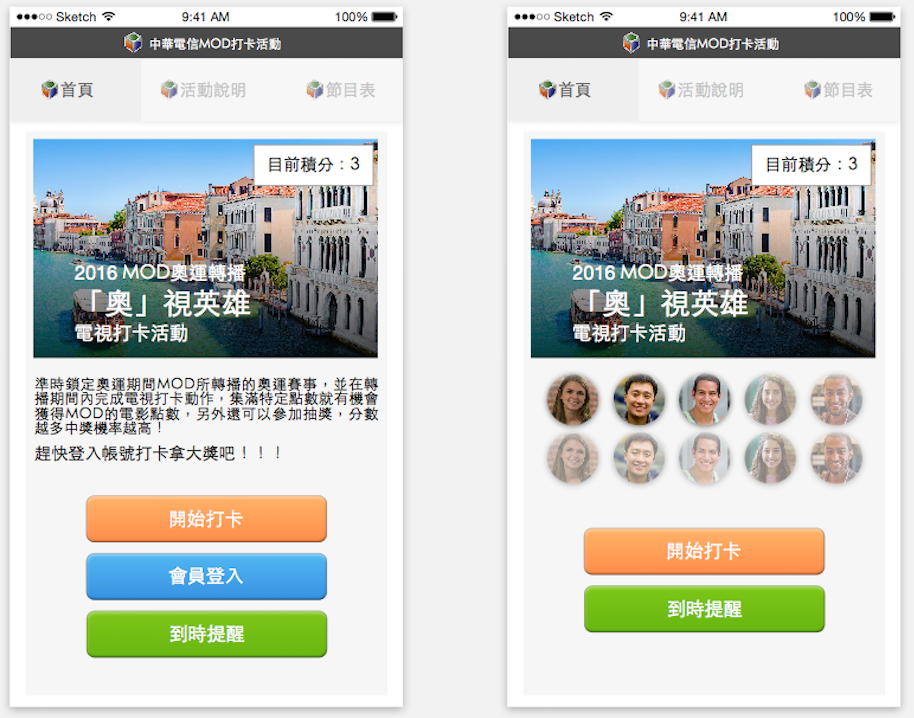 ●●●○○ Sketch 9:41 AM 100%
中華電信MOD打卡活動
首頁 活動說明 節目表
目前積分：3
2016 MOD奧運轉播
「奧」視英雄
電視打卡活動
準時鎖定奧運期間MOD所轉播的奧運賽事，並在轉
播期間內完成電視打卡動作，集滿特定點數就有機會
獲得MOD的電影點數，另外還可以參加抽獎，分數
越多中獎機率越高！
趕快登入帳號打卡拿大獎吧！！！
開始打卡
會員登入
到時提醒
●●●○○ Sketch 9:41 AM 100%
中華電信MOD打卡活動
首頁 活動說明 節目表
目前積分：3
2016 MOD奧運轉播
「奧」視英雄
電視打卡活動
開始打卡
到時提醒